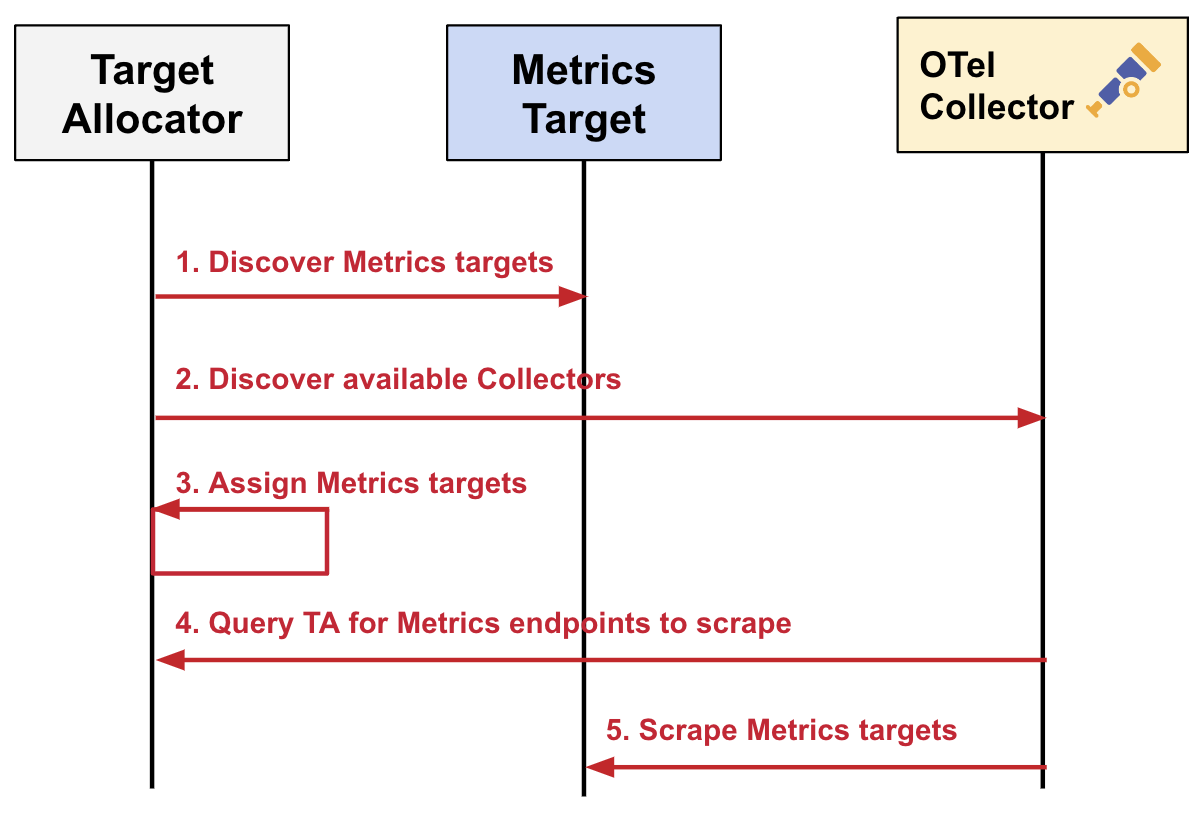 Target
Allocator
Metrics
Target
OTel
Collector
1. Discover Metrics targets
2. Discover available Collectors
3. Assign Metrics targets
4. Query TA for Metrics endpoints to scrape
5. Scrape Metrics targets